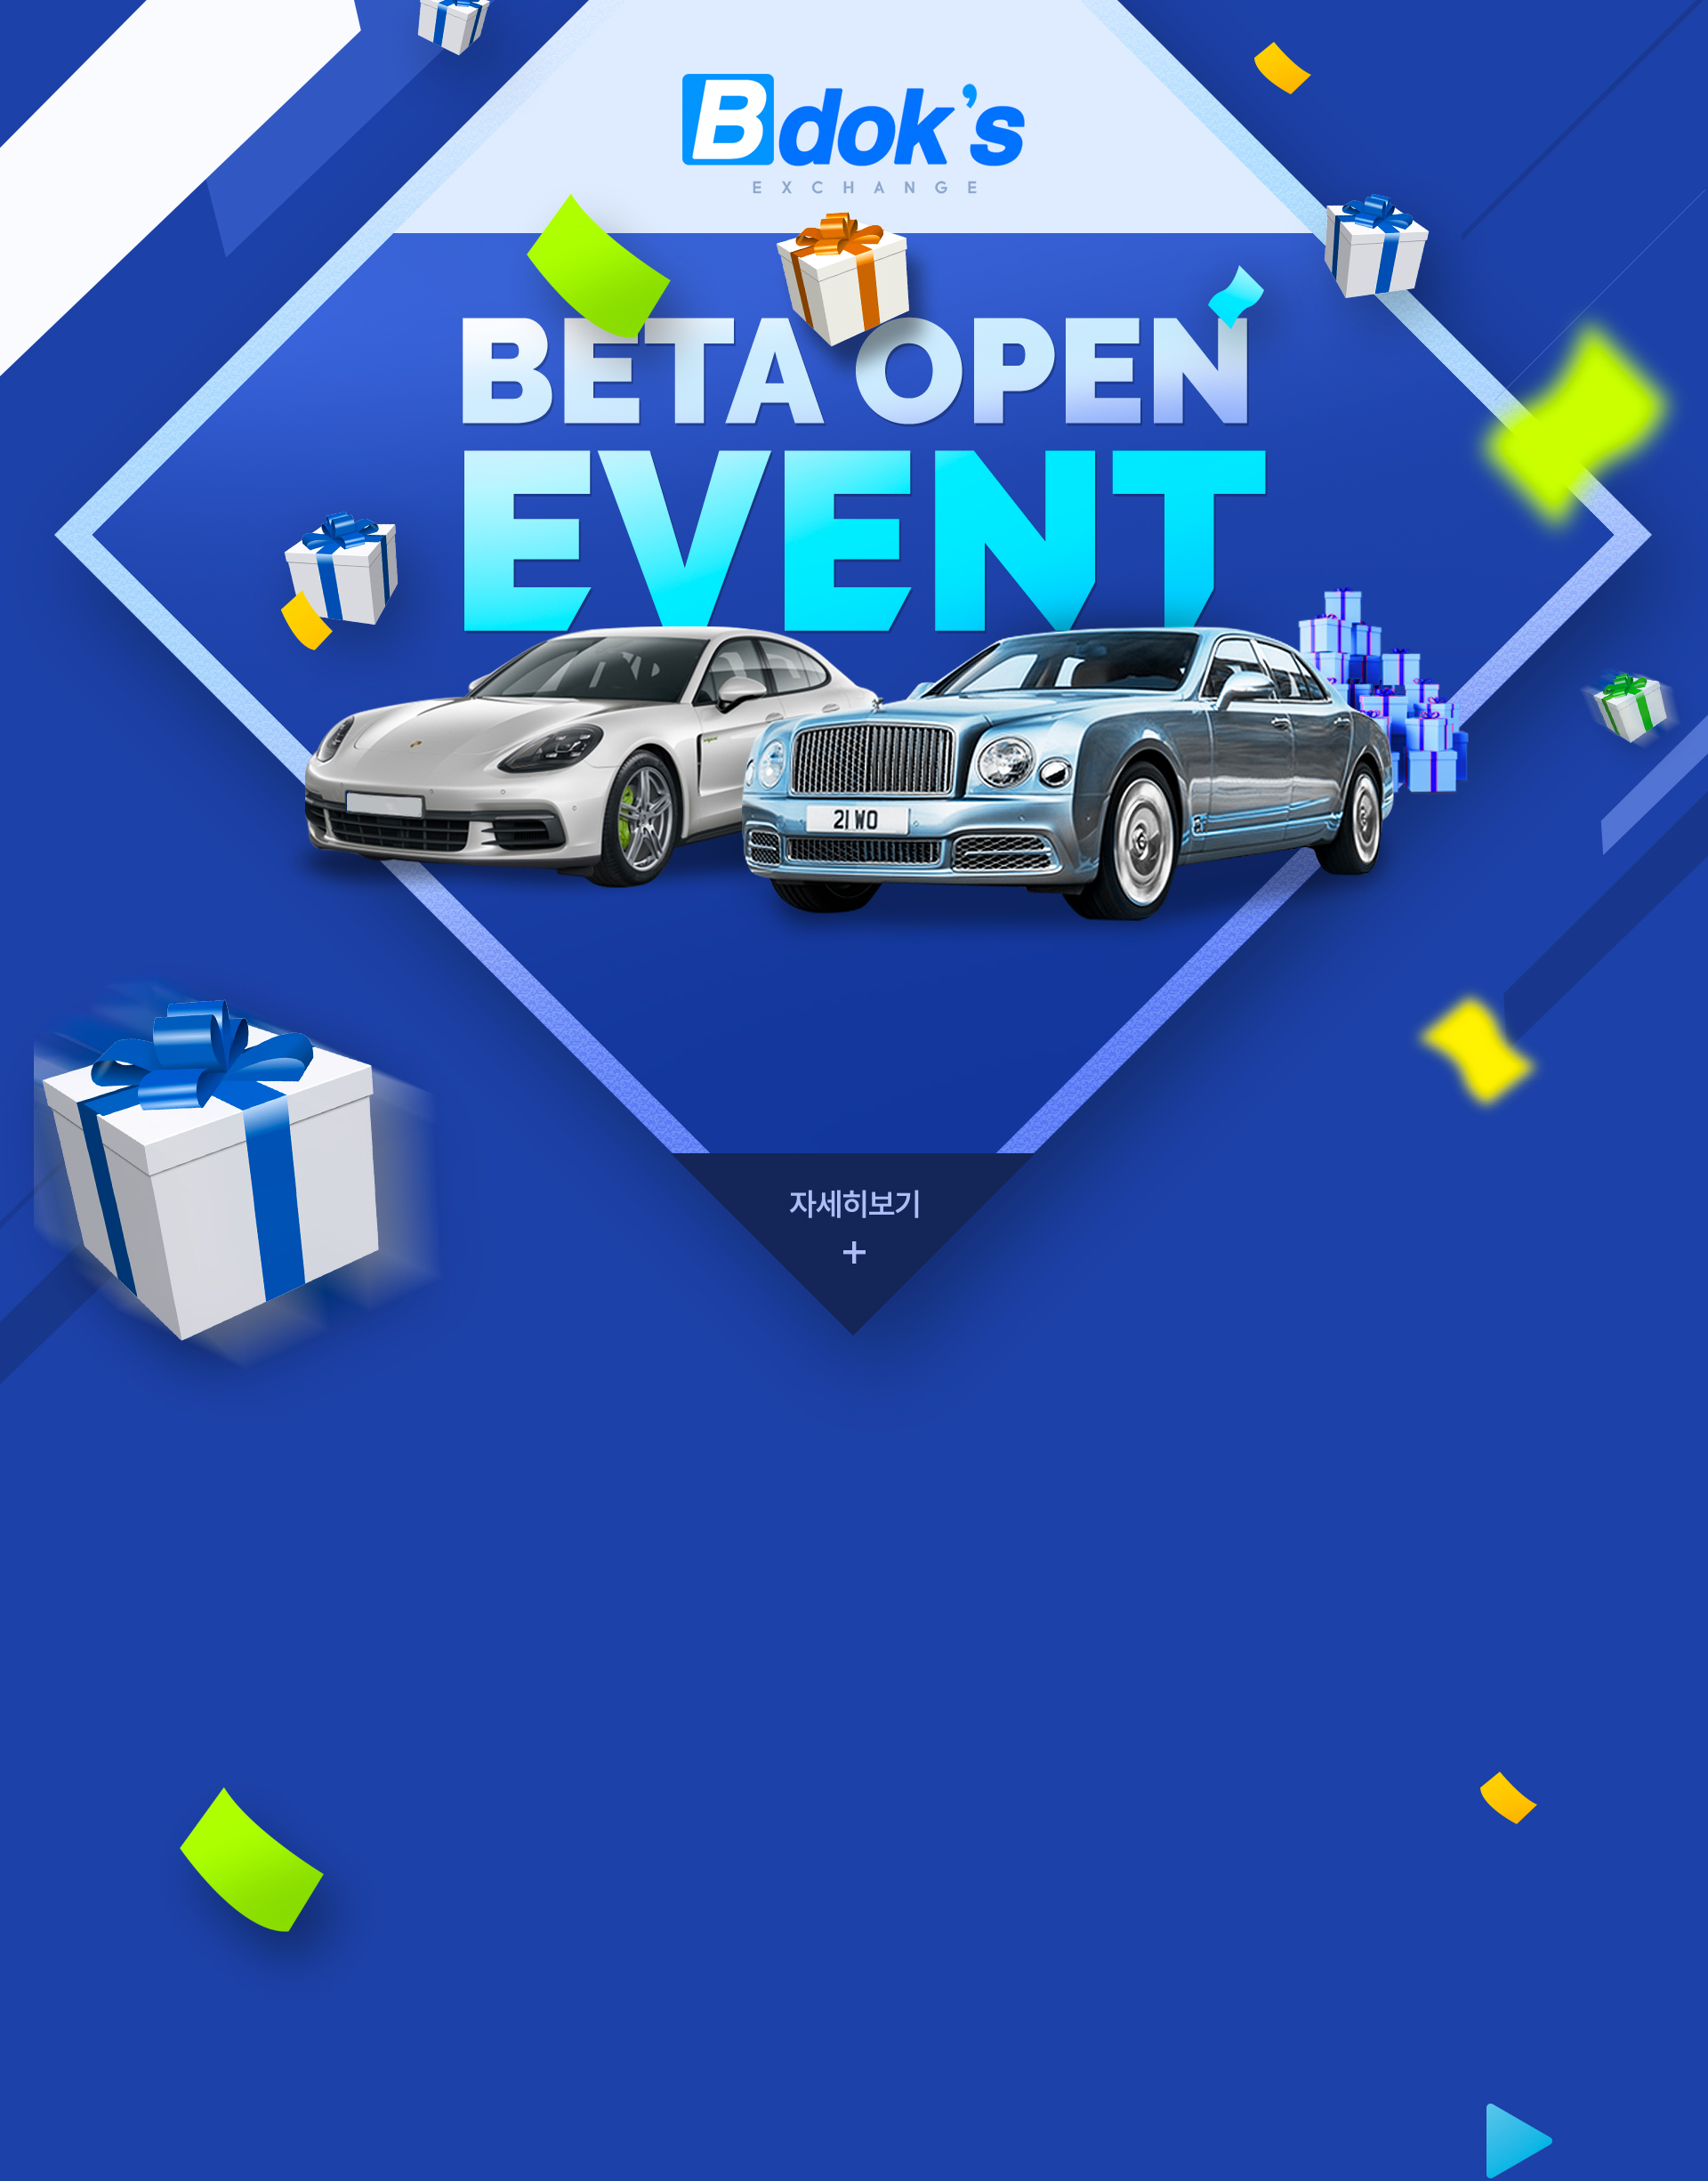 Bdok's
EXCHANGE
BETA OPEN
EVENT
21 WO
자세히보기
+